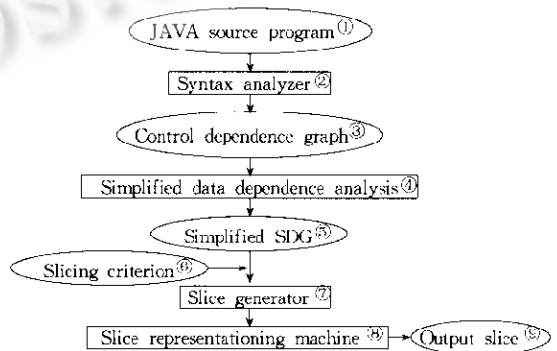 JAVA source program①
Syntax analyzer②
Control dependence graph③
Simplified data dependence analysis④
Simplified SDG⑤
Slicing criterion⑥
Slice generator⑦
Slice representationing machine⑧
Output slice⑨